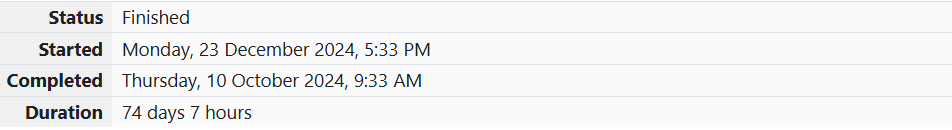 Status Finished
Started Monday, 23 December 2024, 5:33 PM
Completed Thursday, 10 October 2024, 9:33 AM
Duration 74 days 7 hours